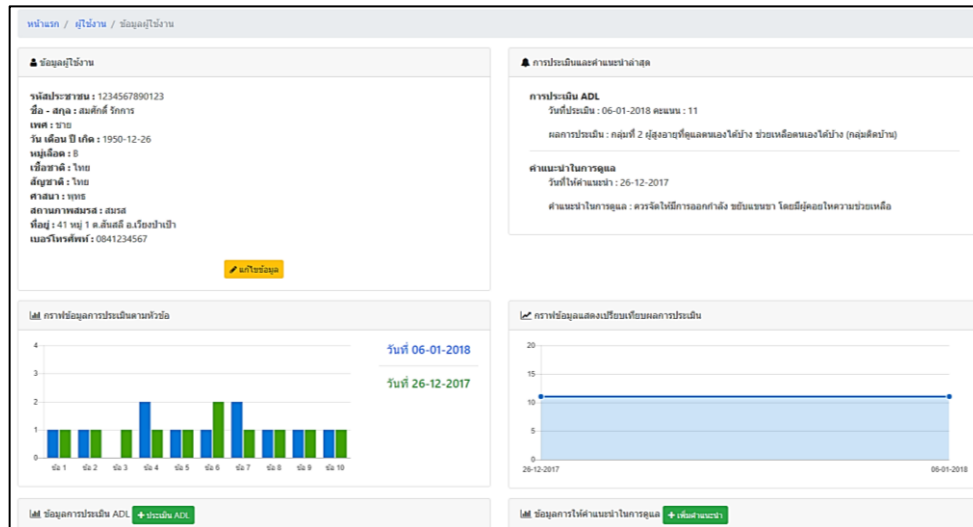 หน้าแรก / ผู้ใช้งาน / ข้อมูลผู้ใช้งาน
ข้อมูลผู้ใช้งาน
รหัสประชาชน : 1234567890123
ชื่อ - สกุล : สมศักดิ์ รักการ
เพศ : ชาย
วัน เดือน ปี เกิด : 1950-12-26
หมู่เลือด : B
เชื้อชาติ : ไทย
สัญชาติ : ไทย
ศาสนา : พุทธ
สถานภาพสมรส : สมรส
ที่อยู่ : 41 หมู่ 1 ต.สันสลี อ.เวียงป่าเป้า
เบอร์โทรศัพท์ : 0841234567
แก้ไขข้อมูล
การประเมินและคำแนะนำล่าสุด
การประเมิน ADL
วันที่ประเมิน : 06-01-2018 คะแนน : 11
ผลการประเมิน : กลุ่มที่ 2 ผู้สูงอายุที่ดูแลตนเองได้บ้าง ช่วยเหลือตนเองได้บ้าง (กลุ่มติดบ้าน)
คำแนะนำในการดูแล
วันที่ให้คำแนะนำ : 26-12-2017
คำแนะนำในการดูแล : ควรจัดให้มีการออกกำลัง ขยับแขนขา โดยมีผู้คอยให้ความช่วยเหลือ
กราฟข้อมูลการประเมินตามหัวข้อ
4
3
2
1
0
ข้อ 1 ข้อ 2 ข้อ 3 ข้อ 4 ข้อ 5 ข้อ 6 ข้อ 7 ข้อ 8 ข้อ 9 ข้อ 10
วันที่ 06-01-2018
วันที่ 26-12-2017
กราฟข้อมูลแสดงเปรียบเทียบผลการประเมิน
20
15
10
5
0
26-12-2017 06-01-2018
ข้อมูลการประเมิน ADL + ประเมิน ADL
ข้อมูลการให้คำแนะนำในการดูแล + เพิ่มคำแนะนำ